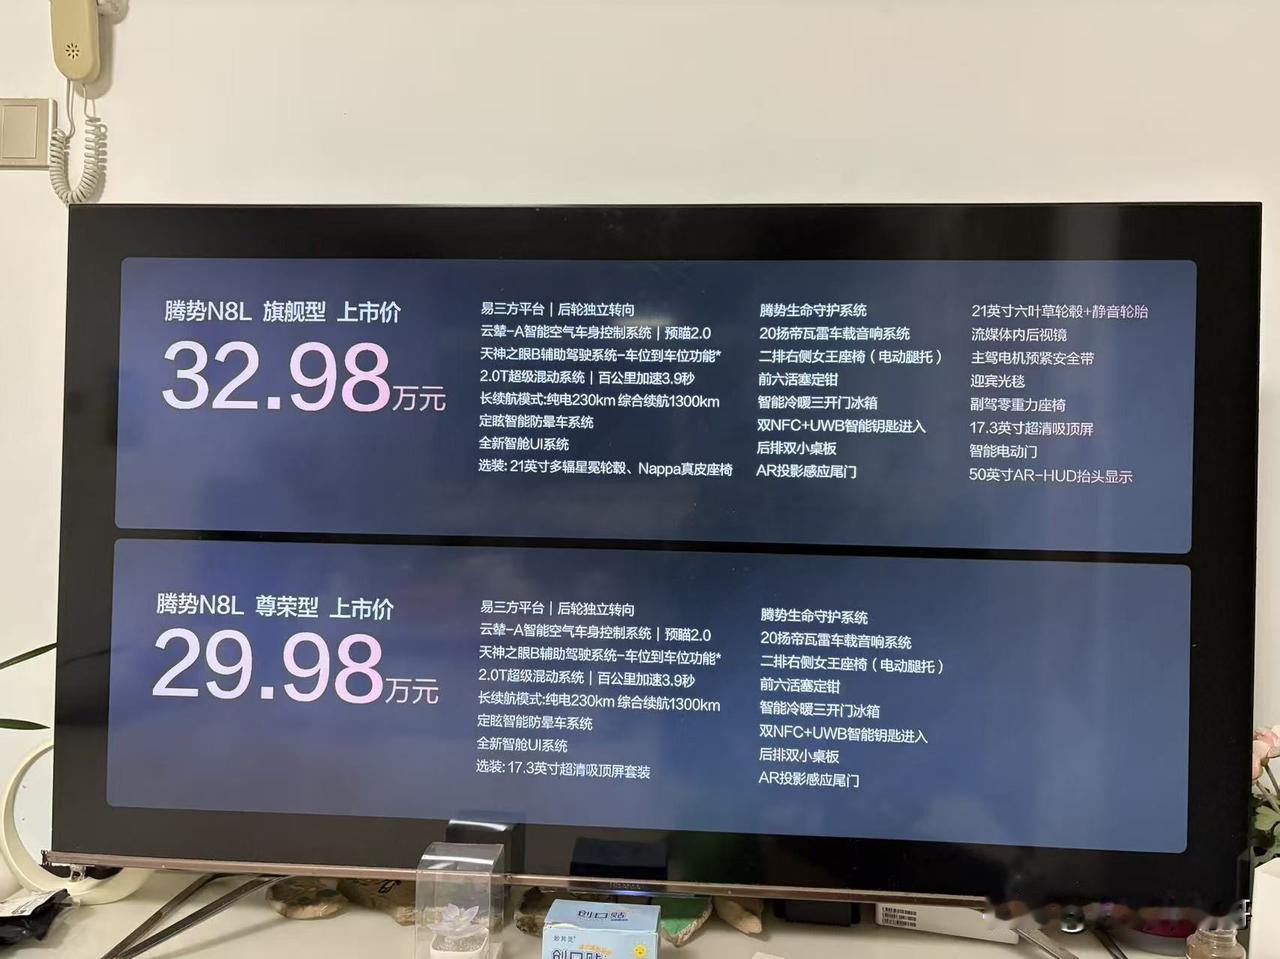 腾势N8L 旗舰型 上市价
32.98万元
易三方平台 | 后轮独立转向
云辇-A智能空气车身控制系统 | 预瞄2.0
天神之眼B辅助驾驶系统-车位到车位功能*
2.0T超级混动系统 | 百公里加速3.9秒
长续航模式:纯电230km 综合续航1300km
定眩智能防晕车系统
全新智舱UI系统
选装: 21英寸多辐星冕轮毂、Nappa真皮座椅
腾势生命守护系统
20扬帝瓦雷车载音响系统
二排右侧女王座椅（电动腿托）
前六活塞定钳
智能冷暖三开门冰箱
双NFC+UWB智能钥匙进入
后排双小桌板
AR投影感应尾门
21英寸六叶草轮毂+静音轮胎
流媒体内后视镜
主驾电机预紧安全带
迎宾光毯
副驾零重力座椅
17.3英寸超清吸顶屏
智能电动门
50英寸AR-HUD抬头显示
腾势N8L 尊荣型 上市价
29.98万元
易三方平台 | 后轮独立转向
云辇-A智能空气车身控制系统 | 预瞄2.0
天神之眼B辅助驾驶系统-车位到车位功能*
2.0T超级混动系统 | 百公里加速3.9秒
长续航模式:纯电230km 综合续航1300km
定眩智能防晕车系统
全新智舱UI系统
选装: 17.3英寸超清吸顶屏套装
腾势生命守护系统
20扬帝瓦雷车载音响系统
二排右侧女王座椅（电动腿托）
前六活塞定钳
智能冷暖三开门冰箱
双NFC+UWB智能钥匙进入
后排双小桌板
AR投影感应尾门
Hisense
创口贴
创口贴